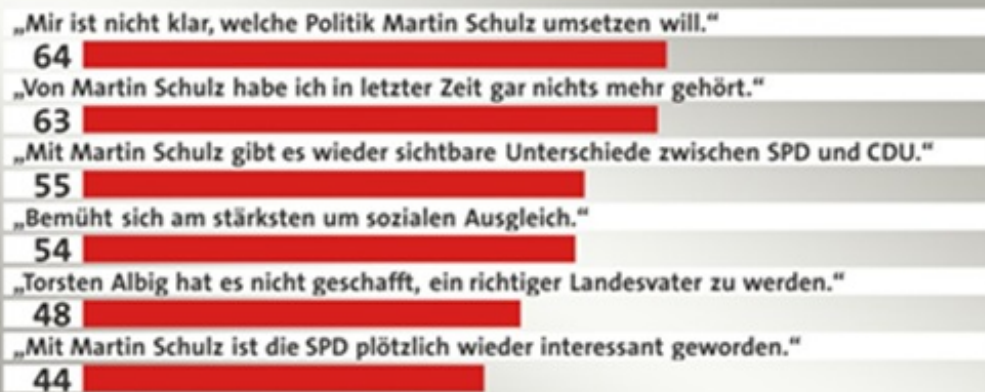 „Mir ist nicht klar, welche Politik Martin Schulz umsetzen will.“
64
„Von Martin Schulz habe ich in letzter Zeit gar nichts mehr gehört.“
63
„Mit Martin Schulz gibt es wieder sichtbare Unterschiede zwischen SPD und CDU.“
55
„Bemüht sich am stärksten um sozialen Ausgleich.“
54
„Torsten Albig hat es nicht geschafft, ein richtiger Landesvater zu werden.“
48
„Mit Martin Schulz ist die SPD plötzlich wieder interessant geworden.“
44